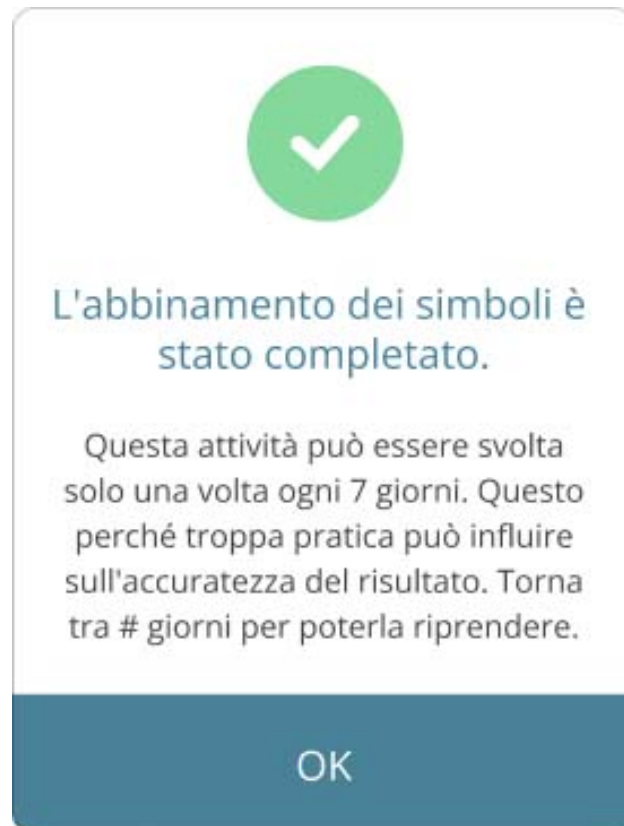 L'abbinamento dei simboli è
stato completato.
Questa attività può essere svolta
solo una volta ogni 7 giorni. Questo
perché troppa pratica può influire
sull'accuratezza del risultato. Torna
tra # giorni per poterla riprendere.
OK